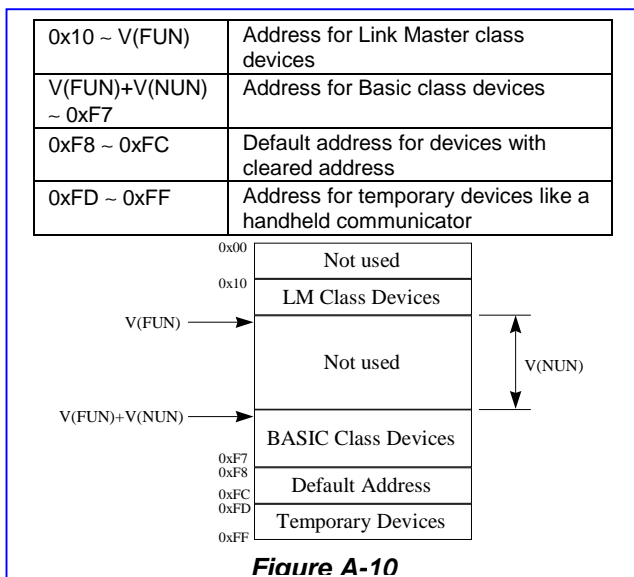 0x10 ~ V(FUN) Address for Link Master class
devices
V(FUN)+V(NUN) Address for Basic class devices
~ 0xF7
0xF8 ~ 0xFC Default address for devices with
cleared address
0xFD ~ 0xFF Address for temporary devices like a
handheld communicator
0x00
Not used
0x10
LM Class Devices
V(FUN)
Not used
V(NUN)
V(FUN)+V(NUN)
BASIC Class Devices
0xF7
0xF8
Default Address
0xFC
0xFD
Temporary Devices
0xFF
Figure A-10